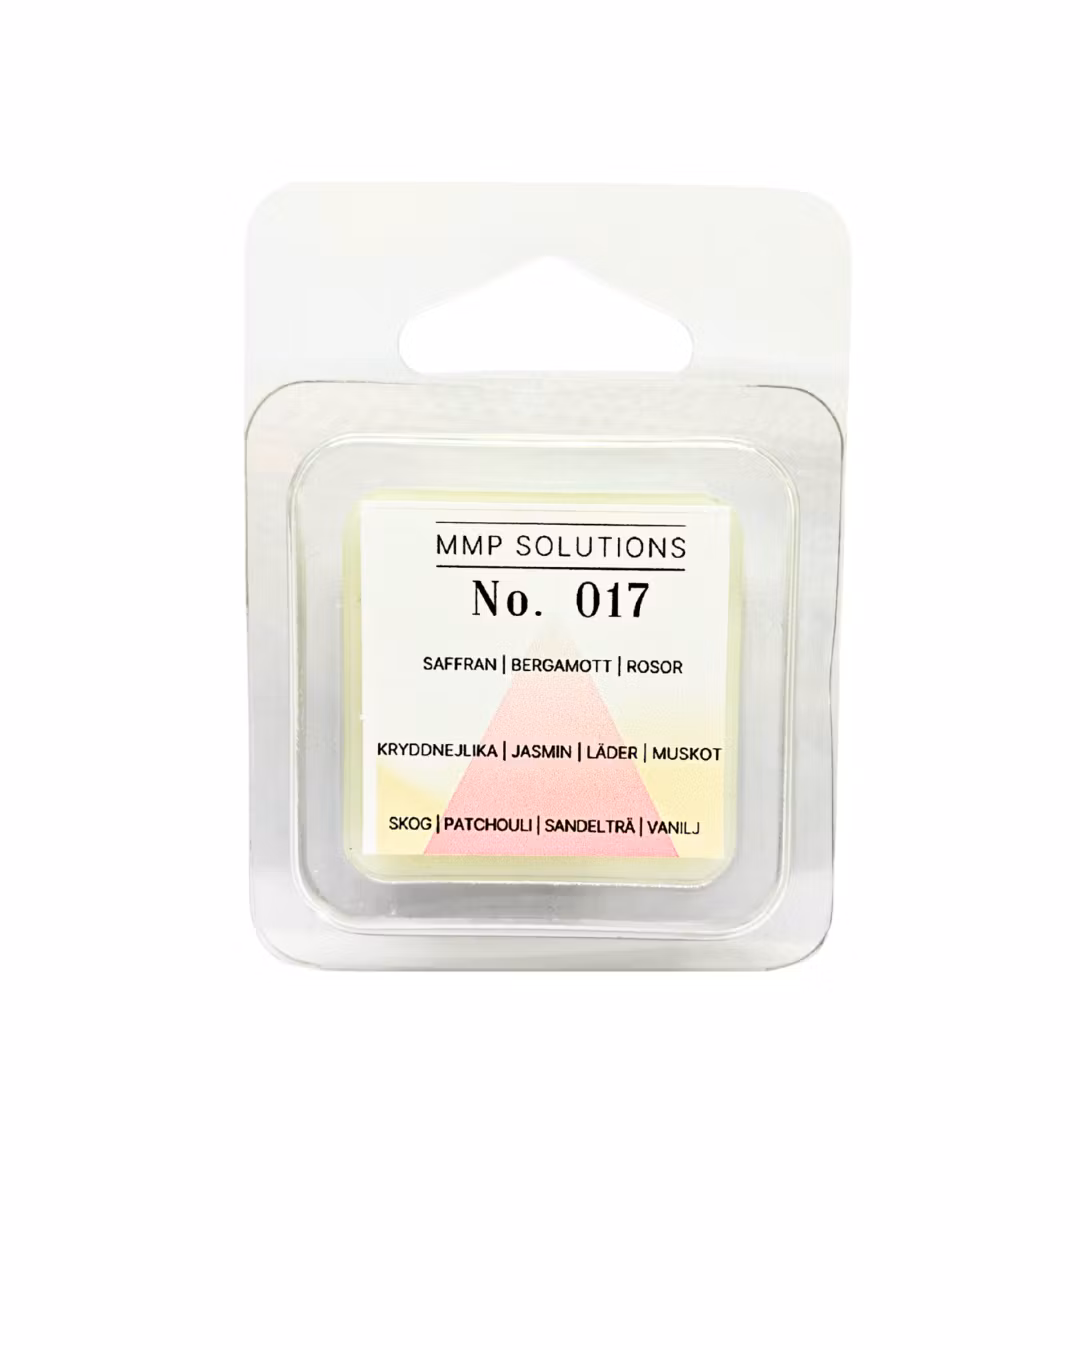 MMP SOLUTIONS
No. 017
SAFFRAN | BERGAMOTT | ROSOR
KRYDDNEJLIKA | JASMIN | LÄDER | MUSKOT
SKOG | PATCHOULI | SANDELTRÄ | VANILJ